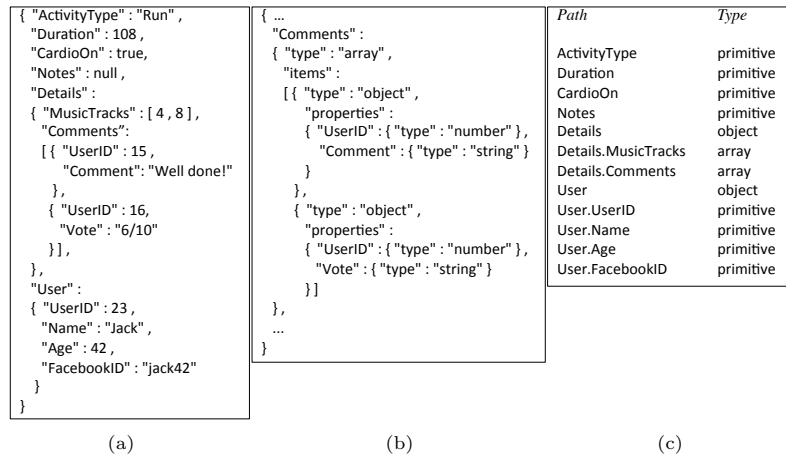 { "ActivityType" : "Run" ,
"Duration" : 108 ,
"CardioOn" : true,
"Notes" : null ,
"Details" :
{ "MusicTracks" : [ 4 , 8 ] ,
"Comments”:
[ { "UserID" : 15 ,
"Comment": "Well done!"
} ,
{ "UserID" : 16,
"Vote" : "6/10"
} ] ,
} ,
"User" :
{ "UserID" : 23 ,
"Name" : "Jack" ,
"Age" : 42 ,
"FacebookID" : "jack42"
}
}
(a)
{ ...
"Comments":
{ "type" : "array" ,
"items" :
[ { "type" : "object" ,
"properties" :
{ "UserID" : { "type" : "number" } ,
"Comment" : { "type" : "string" }
}
} ,
{ "type" : "object" ,
"properties" :
{ "UserID" : { "type" : "number" } ,
"Vote" : { "type" : "string" }
} ]
} ,
...
}
(b)
Path Type
ActivityType primitive
Duration primitive
CardioOn primitive
Notes primitive
Details object
Details.MusicTracks array
Details.Comments array
User object
User.UserID primitive
User.Name primitive
User.Age primitive
User.FacebookID primitive
(c)